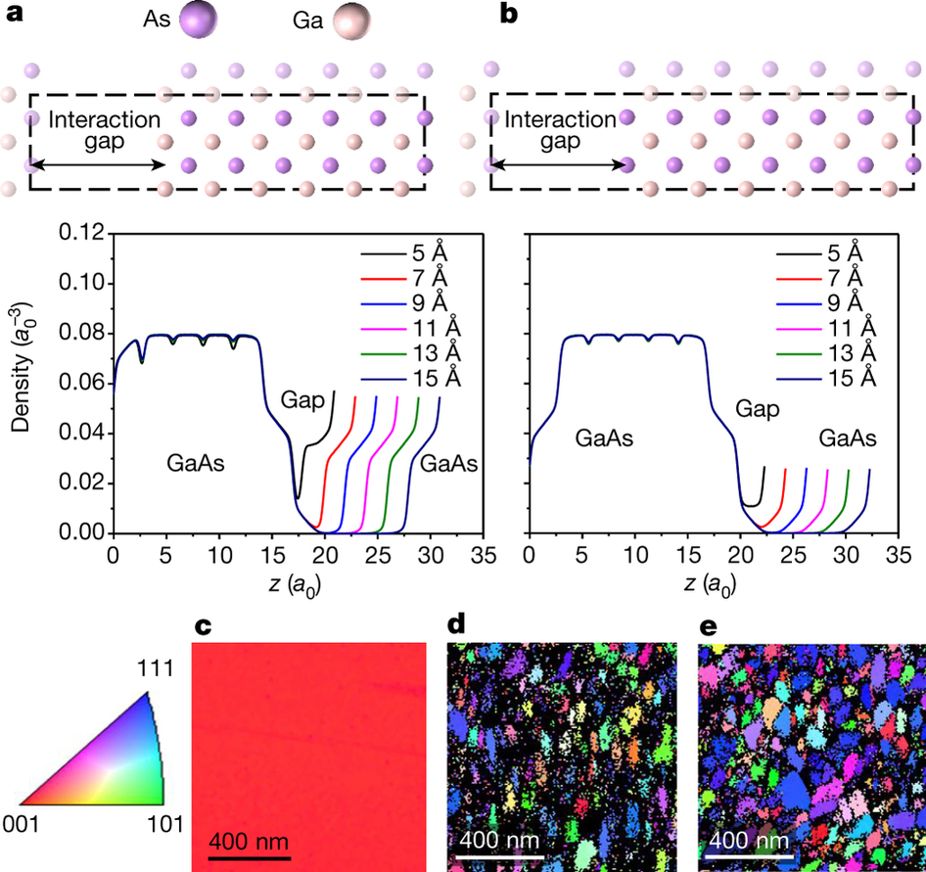 a
As
Ga
b
Interaction
gap
Interaction
gap
Density (a₀⁻³)
0.12
0.10
0.08
0.06
0.04
0.02
0.00
5 Å
7 Å
9 Å
11 Å
13 Å
15 Å
Gap
GaAs
GaAs
0
5
10
15
20
25
30
35
z (a₀)
5 Å
7 Å
9 Å
11 Å
13 Å
15 Å
Gap
GaAs
GaAs
0
5
10
15
20
25
30
35
z (a₀)
111
001
101
c
400 nm
d
400 nm
e
400 nm